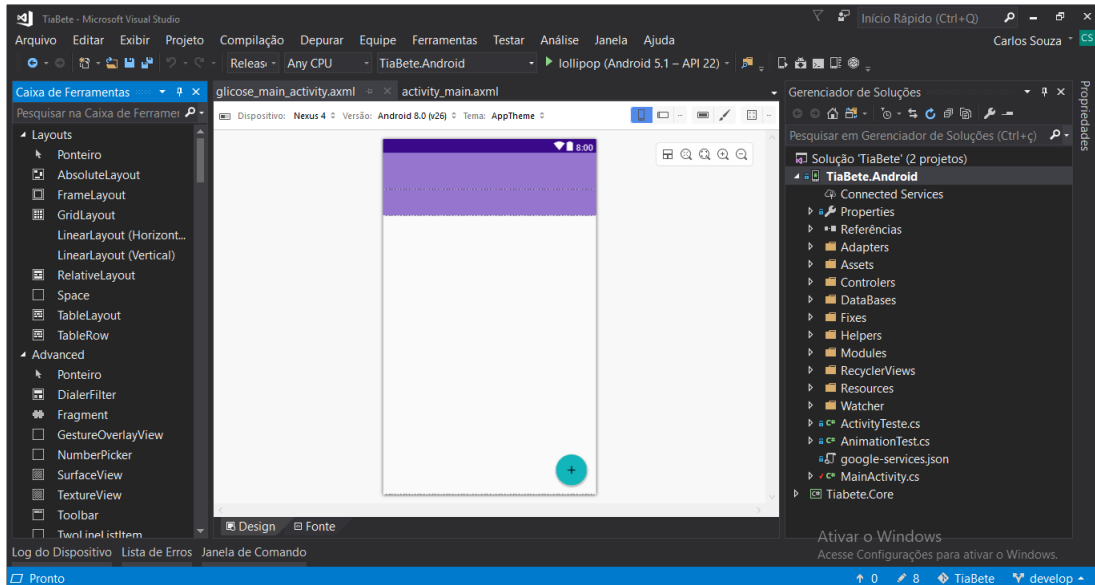 TiaBete - Microsoft Visual Studio
Início Rápido (Ctrl+Q)
Arquivo Editar Exibir Projeto Compilação Depurar Equipe Ferramentas Testar Análise Janela Ajuda
Carlos Souza CS
Releas Any CPU TiaBete.Android lollipop (Android 5.1 – API 22)
Caixa de Ferramentas
Pesquisar na Caixa de Ferramer
Layouts
Ponteiro
AbsoluteLayout
FrameLayout
GridLayout
LinearLayout (Horizont...
LinearLayout (Vertical)
RelativeLayout
Space
TableLayout
TableRow
Advanced
Ponteiro
DialerFilter
Fragment
GestureOverlayView
NumberPicker
SurfaceView
TextureView
Toolbar
TwoLineListItem
glicose_main_activity.axml activity_main.axml
Dispositivo: Nexus 4 Versão: Android 8.0 (v26) Tema: AppTheme
8:00
+
Design Fonte
Gerenciador de Soluções
Pesquisar em Gerenciador de Soluções (Ctrl+ç)
Solução 'TiaBete' (2 projetos)
TiaBete.Android
Connected Services
Properties
Referências
Adapters
Assets
Controlers
DataBases
Fixes
Helpers
Modules
RecyclerViews
Resources
Watcher
C# ActivityTeste.cs
C# AnimationTest.cs
google-services.json
C# MainActivity.cs
C# Tiabete.Core
Propriedades
Ativar o Windows
Acesse Configurações para ativar o Windows.
Log do Dispositivo Lista de Erros Janela de Comando
Pronto
0 8 TiaBete develop